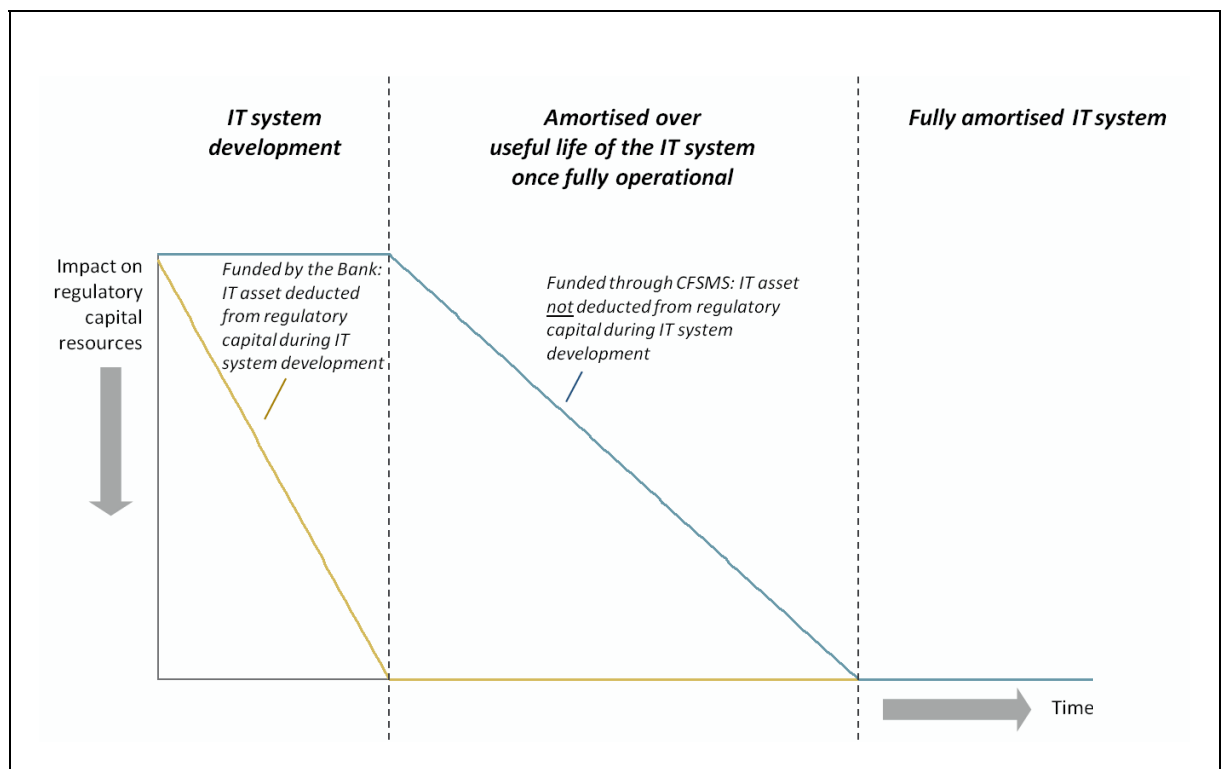 IT system
development
Amortised over
useful life of the IT system
once fully operational
Fully amortised IT system
Impact on
regulatory
capital
resources
Funded by the Bank:
IT asset deducted
from regulatory
capital during IT
system development
Funded through CFSMS: IT asset
not deducted from regulatory
capital during IT system
development
Time